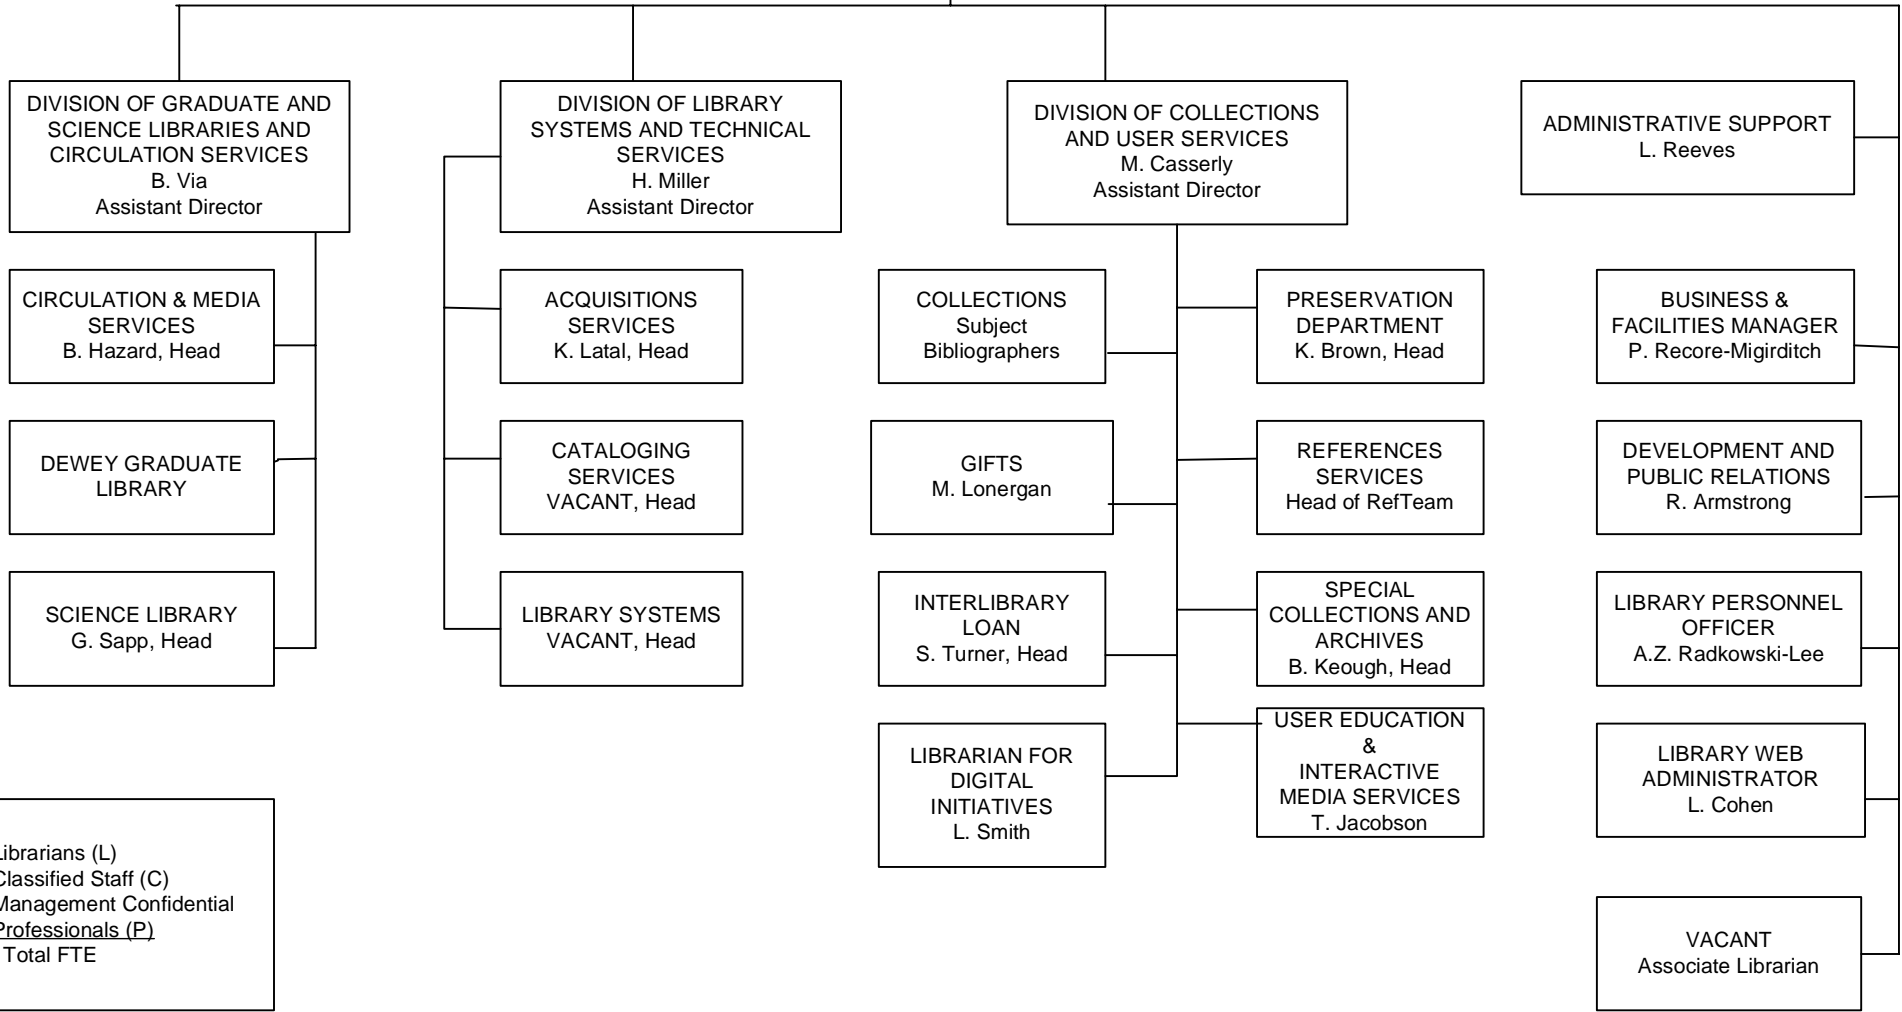 DIVISION OF GRADUATE AND
SCIENCE LIBRARIES AND
CIRCULATION SERVICES
B. Via
Assistant Director
DIVISION OF LIBRARY
SYSTEMS AND TECHNICAL
SERVICES
H. Miller
Assistant Director
DIVISION OF COLLECTIONS
AND USER SERVICES
M. Casserly
Assistant Director
ADMINISTRATIVE SUPPORT
L. Reeves
CIRCULATION & MEDIA
SERVICES
B. Hazard, Head
ACQUISITIONS
SERVICES
K. Latal, Head
COLLECTIONS
Subject
Bibliographers
PRESERVATION
DEPARTMENT
K. Brown, Head
BUSINESS &
FACILITIES MANAGER
P. Recore-Migirditch
DEWEY GRADUATE
LIBRARY
CATALOGING
SERVICES
VACANT, Head
GIFTS
M. Lonergan
REFERENCES
SERVICES
Head of RefTeam
DEVELOPMENT AND
PUBLIC RELATIONS
R. Armstrong
SCIENCE LIBRARY
G. Sapp, Head
LIBRARY SYSTEMS
VACANT, Head
INTERLIBRARY
LOAN
S. Turner, Head
SPECIAL
COLLECTIONS AND
ARCHIVES
B. Keough, Head
LIBRARY PERSONNEL
OFFICER
A.Z. Radkowski-Lee
LIBRARIAN FOR
DIGITAL
INITIATIVES
L. Smith
USER EDUCATION
&
INTERACTIVE
MEDIA SERVICES
T. Jacobson
LIBRARY WEB
ADMINISTRATOR
L. Cohen
Librarians (L)
Classified Staff (C)
Management Confidential
Professionals (P)
Total FTE
VACANT
Associate Librarian